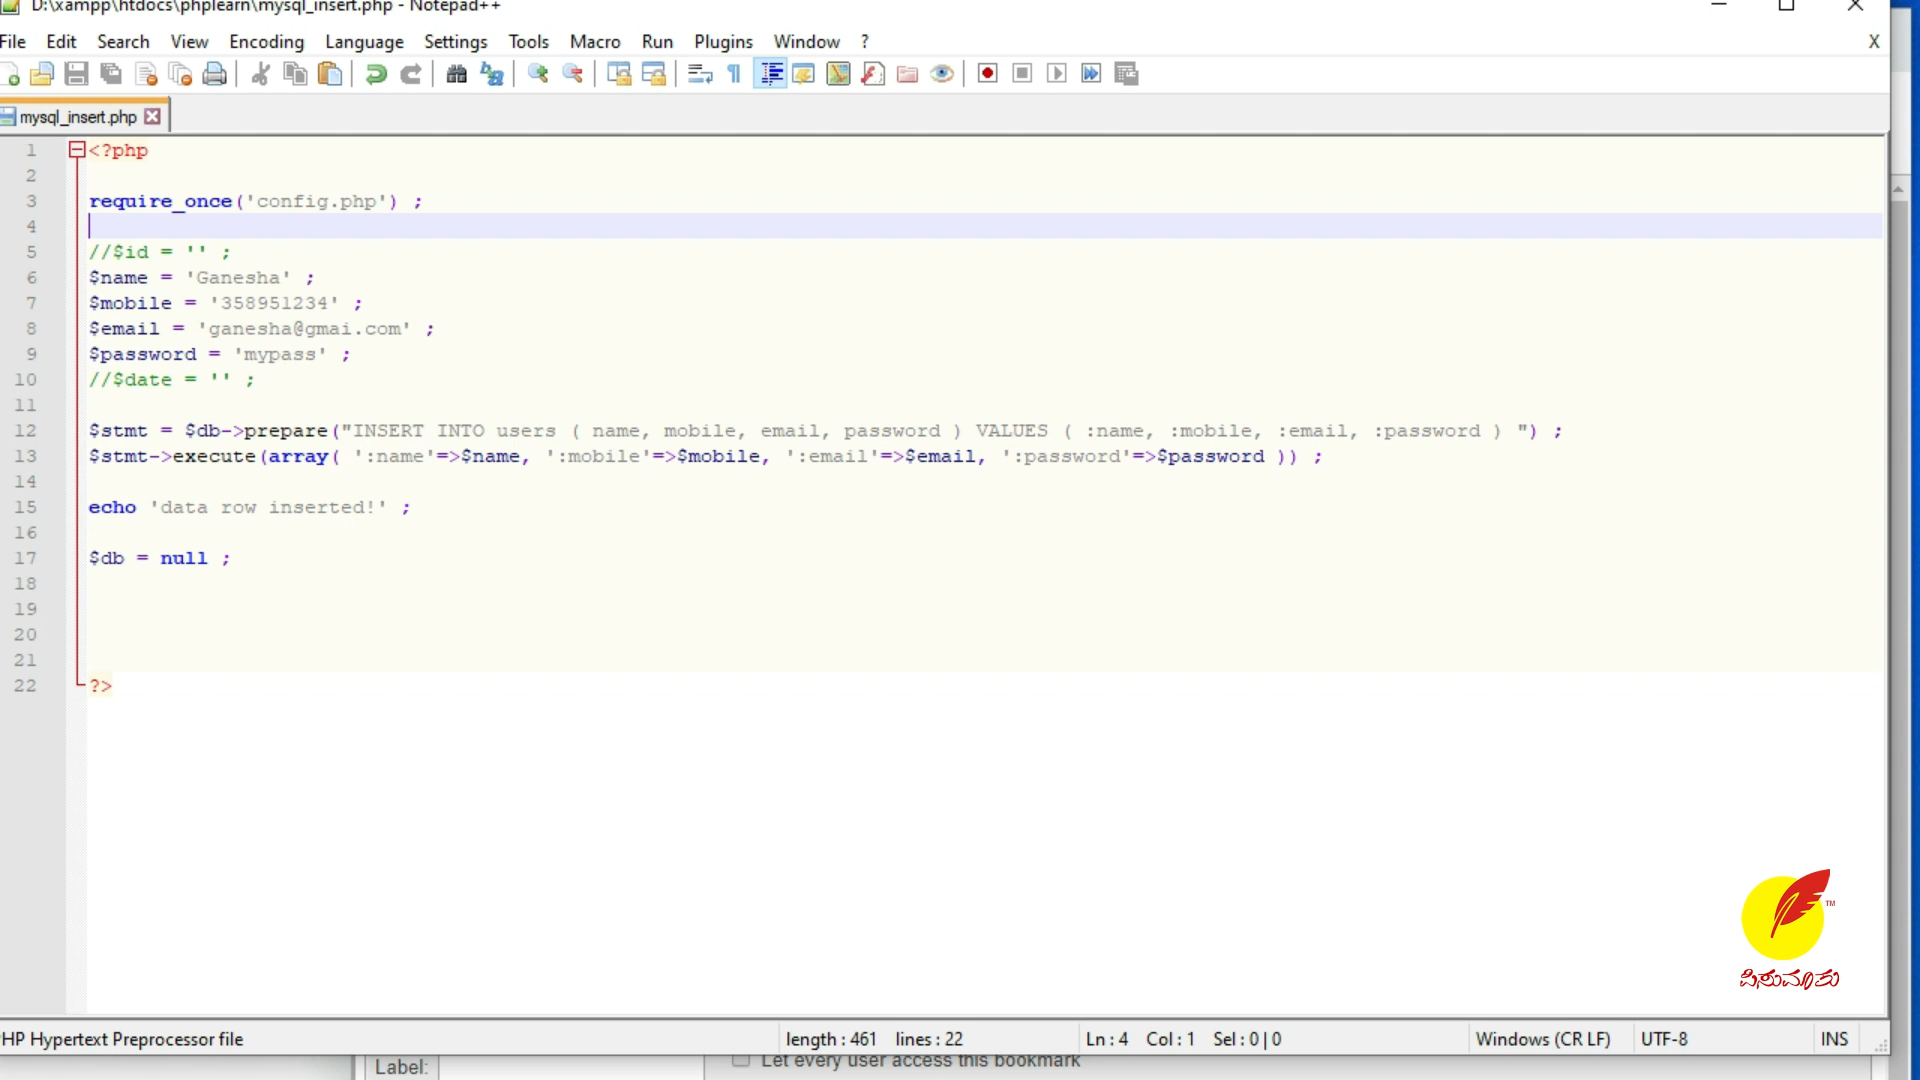 D:\xampp\htdocs\phplearn\mysql_insert.php - Notepad++
File Edit Search View Encoding Language Settings Tools Macro Run Plugins Window ? X
mysql_insert.php
1 <?php
2
3 require_once('config.php') ;
4
5 //$id = '' ;
6 $name = 'Ganesha' ;
7 $mobile = '358951234' ;
8 $email = 'ganesha@gmai.com' ;
9 $password = 'mypass' ;
10 //$date = '' ;
11
12 $stmt = $db->prepare("INSERT INTO users ( name, mobile, email, password ) VALUES ( :name, :mobile, :email, :password ) ") ;
13 $stmt->execute(array( ':name'=>$name, ':mobile'=>$mobile, ':email'=>$email, ':password'=>$password )) ;
14
15 echo 'data row inserted!' ;
16
17 $db = null ;
18
19
20
21
22 ?>
TM
ಪಿಸುಮಾತು
HP Hypertext Preprocessor file length : 461 lines : 22 Ln : 4 Col : 1 Sel : 0 | 0 Windows (CR LF) UTF-8 INS
Label: Let every user access this bookmark